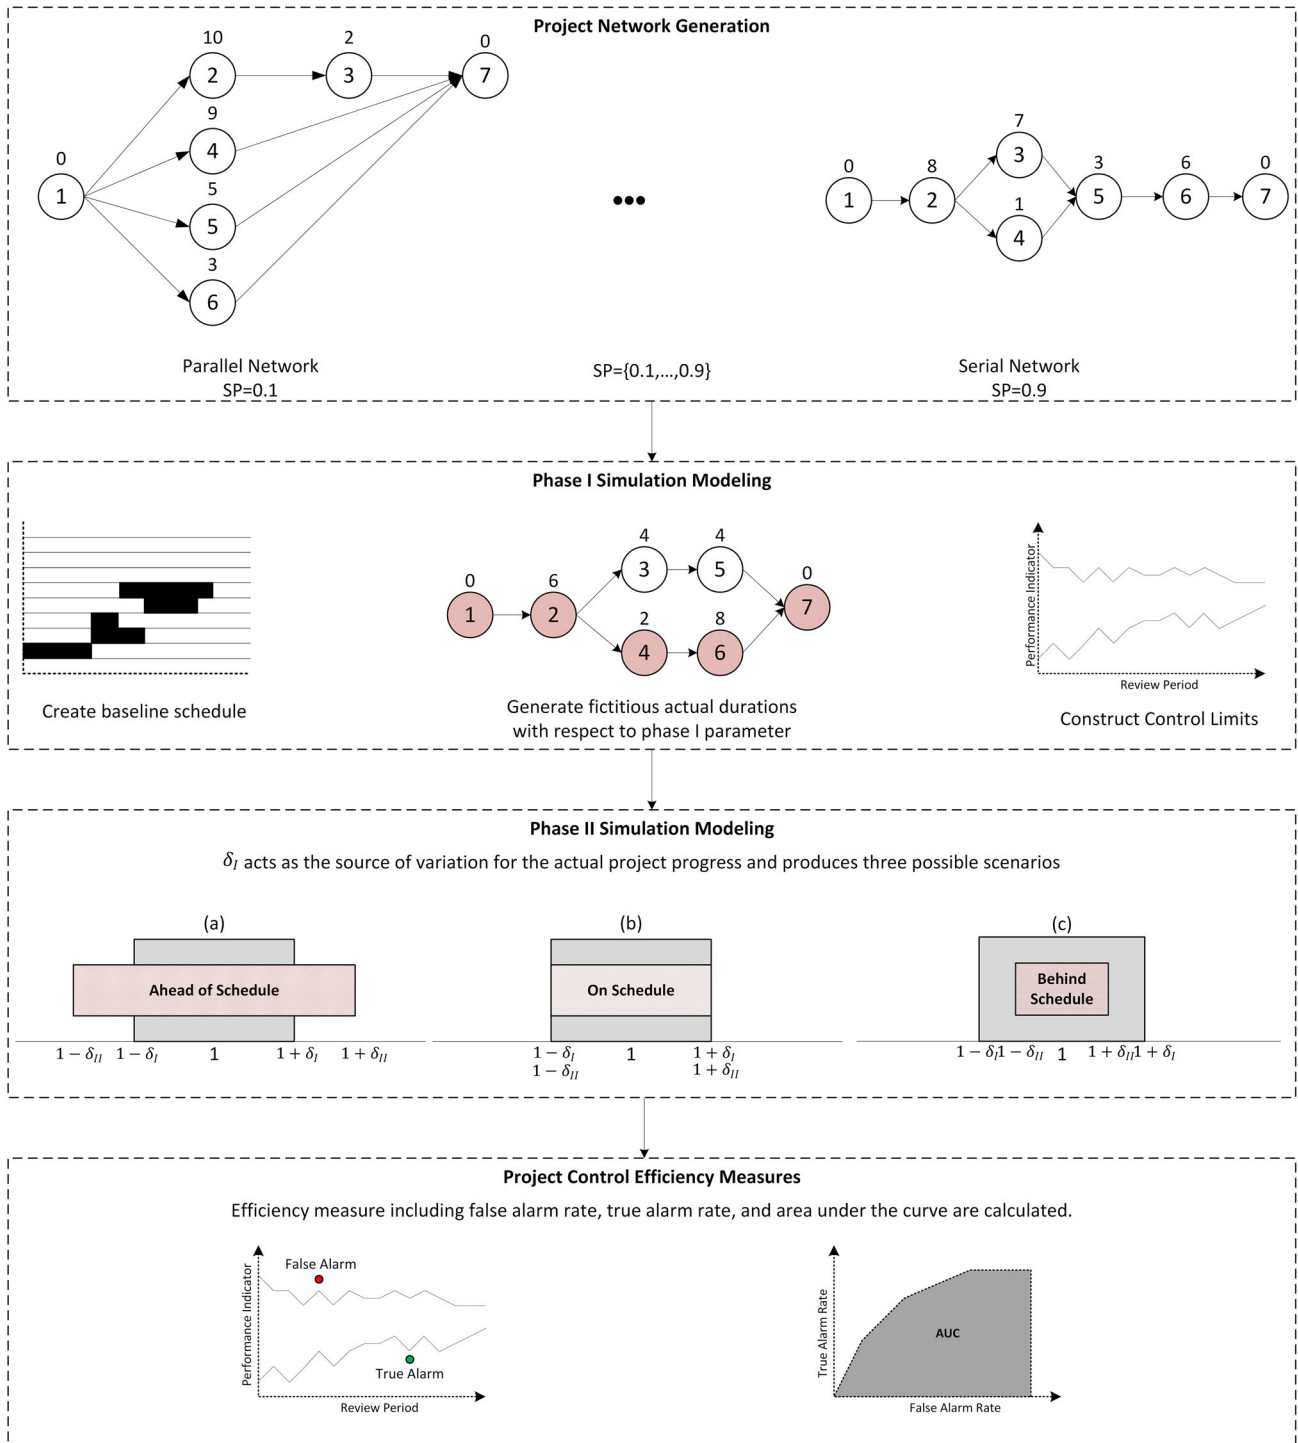 Project Network Generation
10
2
0
2
3
7
9
4
0
1
5
5
3
6
•••
7
3
0
8
3
6
0
1
2
5
6
7
1
4
Parallel Network
SP=0.1
SP={0.1,...,0.9}
Serial Network
SP=0.9
Phase I Simulation Modeling
Create baseline schedule
4
4
3
5
0
6
0
1
2
7
2
8
4
6
Generate fictitious actual durations
with respect to phase I parameter
Performance Indicator
Review Period
Construct Control Limits
Phase II Simulation Modeling
δ_I acts as the source of variation for the actual project progress and produces three possible scenarios
(a)
Ahead of Schedule
1 − δ_II 1 − δ_I 1 1 + δ_I 1 + δ_II
(b)
On Schedule
1 − δ_I 1 1 + δ_I
1 − δ_II 1 + δ_II
(c)
Behind
Schedule
1 − δ_I 1 − δ_II 1 1 + δ_II 1 + δ_I
Project Control Efficiency Measures
Efficiency measure including false alarm rate, true alarm rate, and area under the curve are calculated.
Performance Indicator
False Alarm
True Alarm
Review Period
True Alarm Rate
AUC
False Alarm Rate